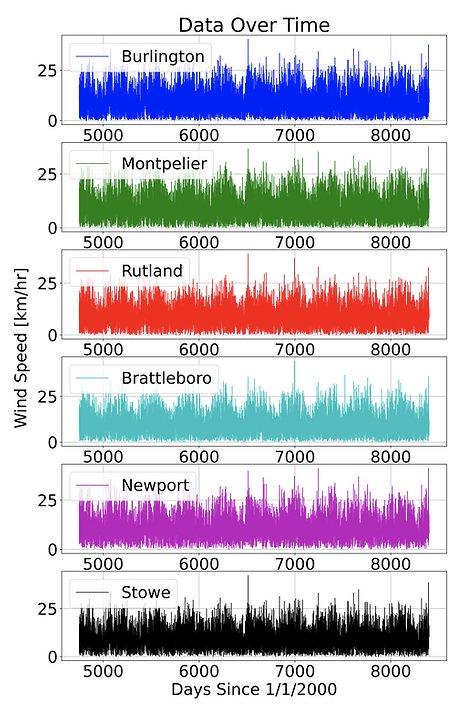 Data Over Time
Burlington
25
0
5000 6000 7000 8000
Montpelier
25
0
5000 6000 7000 8000
Rutland
25
0
5000 6000 7000 8000
Wind Speed [km/hr]
Brattleboro
25
0
5000 6000 7000 8000
Newport
25
0
5000 6000 7000 8000
Stowe
25
0
5000 6000 7000 8000
Days Since 1/1/2000